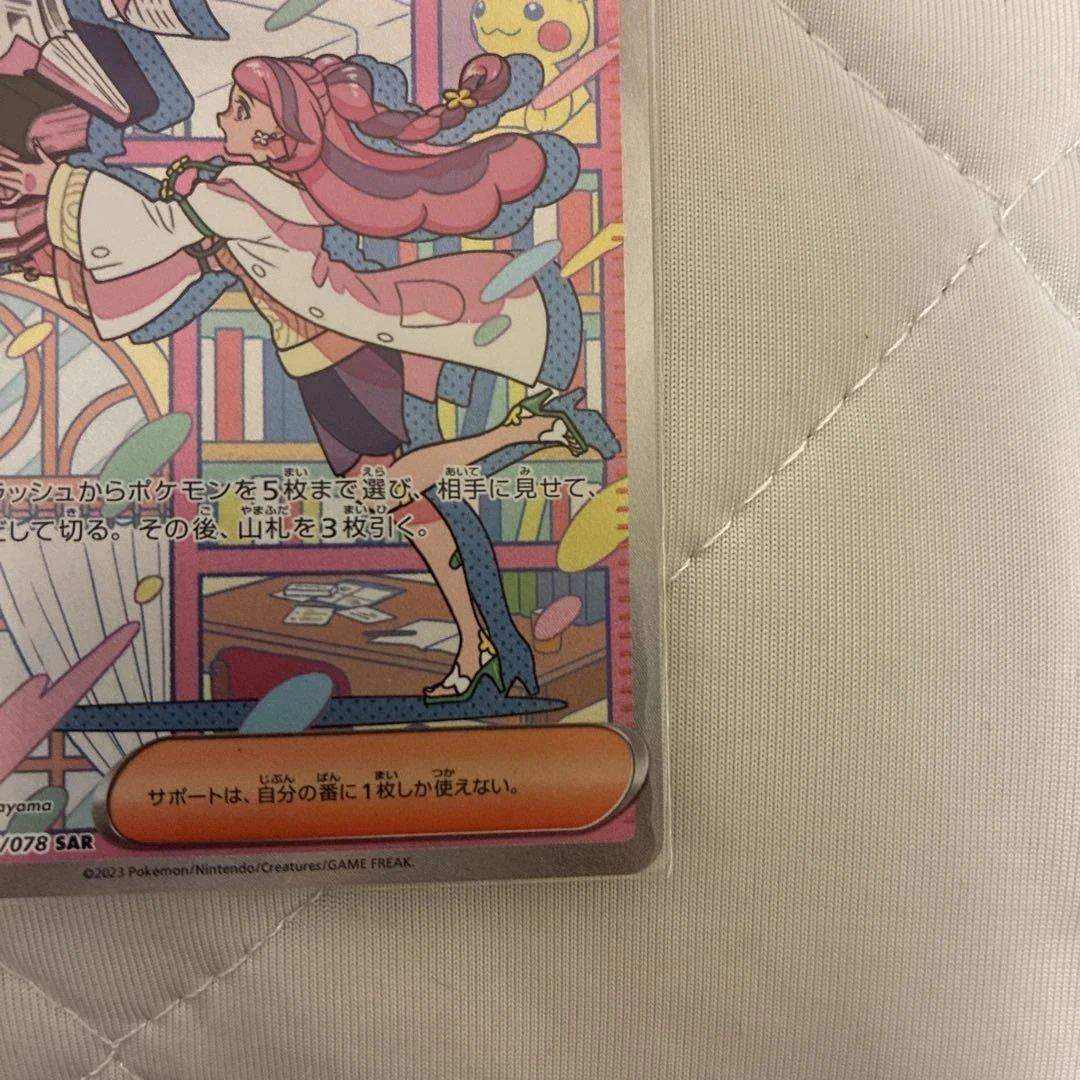 ラッシュからポケモンを5枚まで選び、相手に見せて、
して切る。その後、山札を3枚引く。
サポートは、自分の番に1枚しか使えない。
ayama
/078 SAR
©2023 Pokémon/Nintendo/Creatures/GAME FREAK.